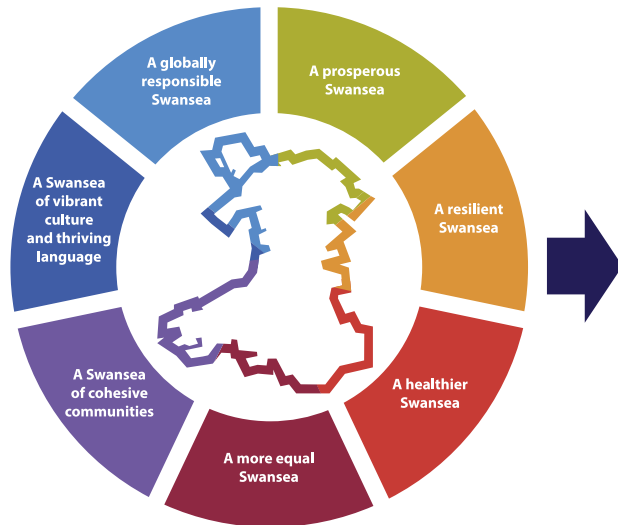 A globally
responsible
Swansea
A prosperous
Swansea
A resilient
Swansea
A healthier
Swansea
A more equal
Swansea
A Swansea
of cohesive
communities
A Swansea
of vibrant
culture
and thriving
language